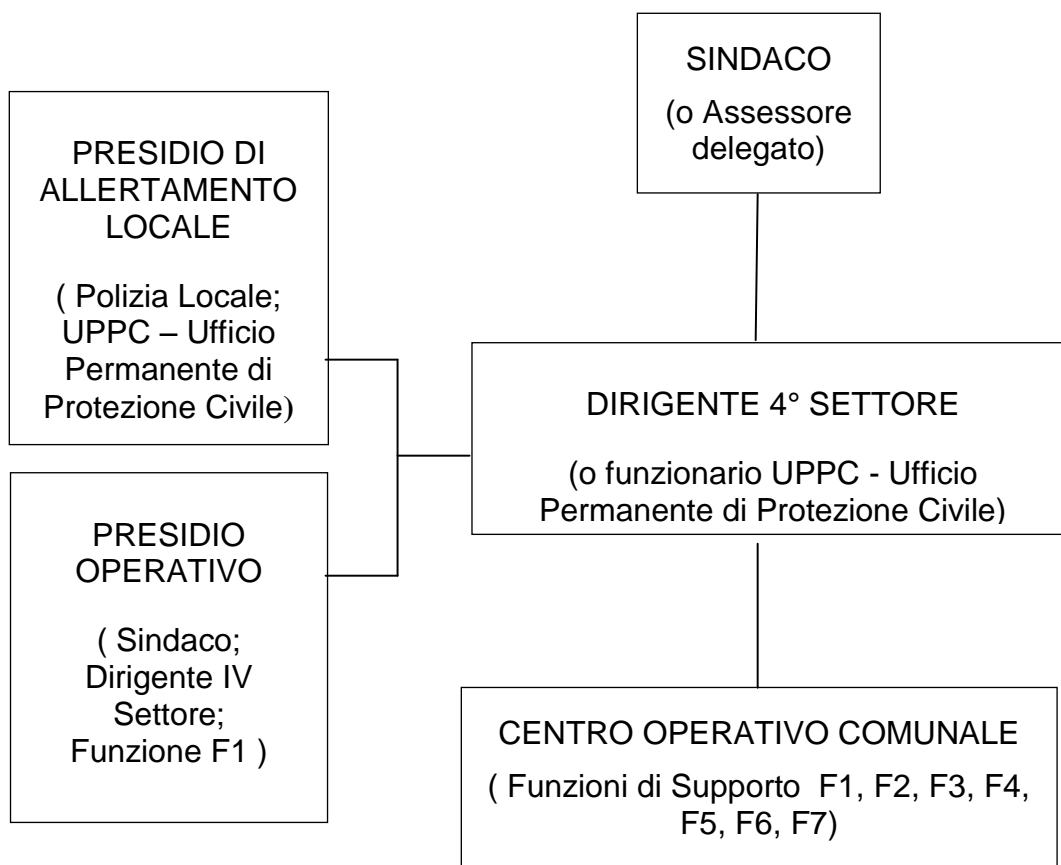 SINDACO
(o Assessore
delegato)
PRESIDIO DI
ALLERTAMENTO
LOCALE
( Polizia Locale;
UPPC – Ufficio
Permanente di
Protezione Civile)
DIRIGENTE 4° SETTORE
(o funzionario UPPC - Ufficio
Permanente di Protezione Civile)
PRESIDIO
OPERATIVO
( Sindaco;
Dirigente IV
Settore;
Funzione F1 )
CENTRO OPERATIVO COMUNALE
( Funzioni di Supporto F1, F2, F3, F4,
F5, F6, F7)